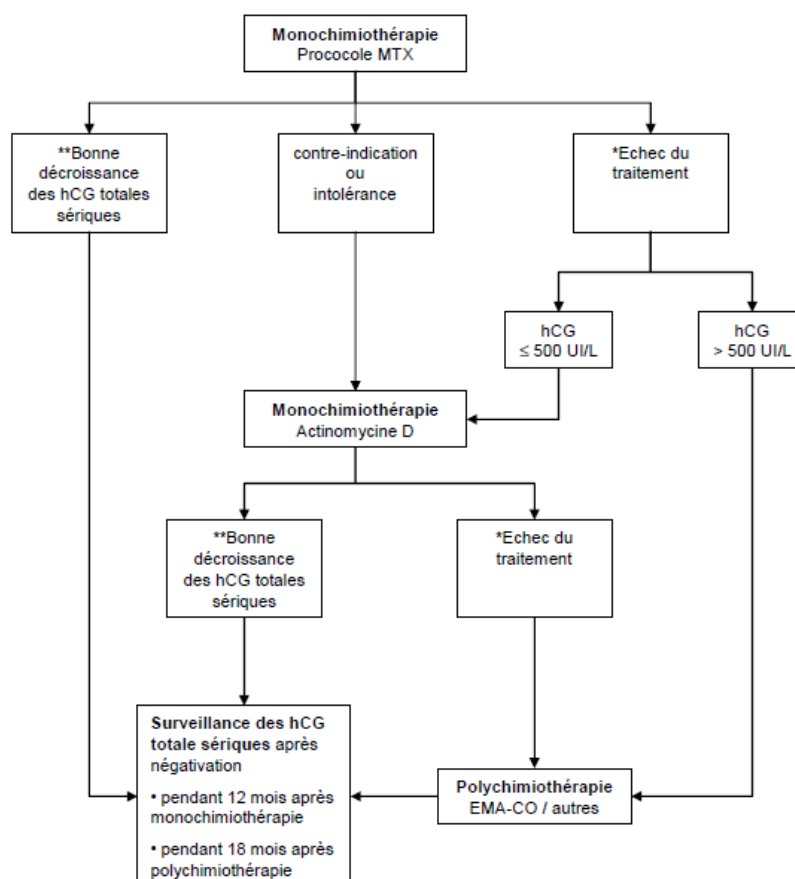 Monochimiothérapie
Prococole MTX
**Bonne
décroissance
des hCG totales
sériques
contre-indication
ou
intolérance
*Echec du
traitement
hCG
≤ 500 UI/L
hCG
> 500 UI/L
Monochimiothérapie
Actinomycine D
**Bonne
décroissance
des hCG totales
sériques
*Echec du
traitement
Surveillance des hCG
totale sériques après
négativation
• pendant 12 mois après
monochimiothérapie
• pendant 18 mois après
polychimiothérapie
Polychimiothérapie
EMA-CO / autres